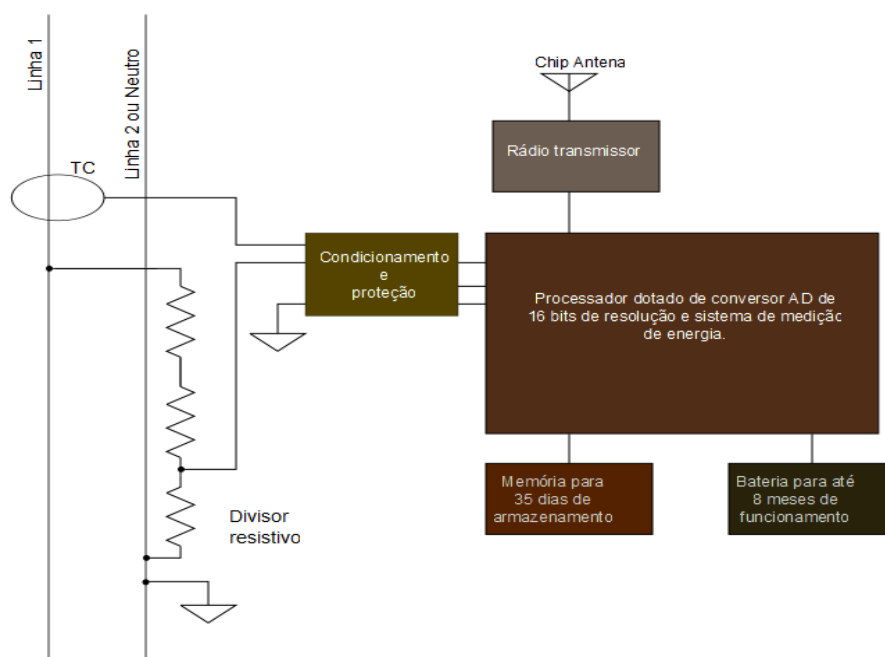 Linha 1
Linha 2 ou Neutro
TC
Chip Antena
Rádio transmissor
Condicionamento
e
proteção
Processador dotado de conversor AD de
16 bits de resolução e sistema de medição
de energia.
Memória para
35 dias de
armazenamento
Bateria para até
8 meses de
funcionamento
Divisor
resistivo